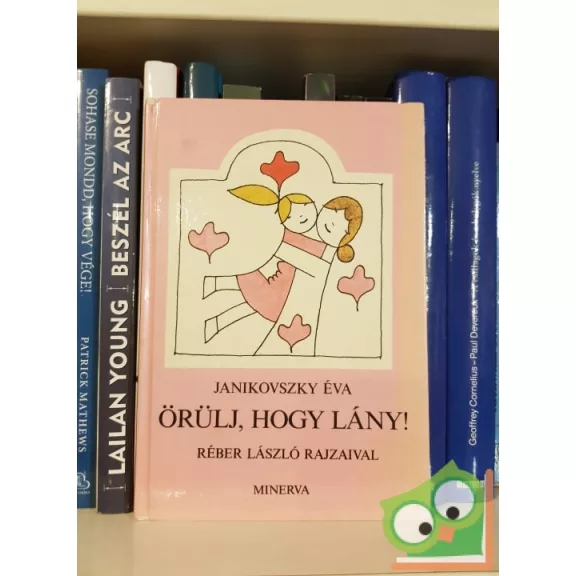 SOHASE MONDD, HOGY VÉGE!
PATRICK MATHEWS
LAILAN YOUNG | BESZÉL AZ ARC
JANIKOVSZKY ÉVA
ÖRÜLJ, HOGY LÁNY!
RÉBER LÁSZLÓ RAJZAIVAL
MINERVA
Geoffrey Cornelius – Paul Devereux